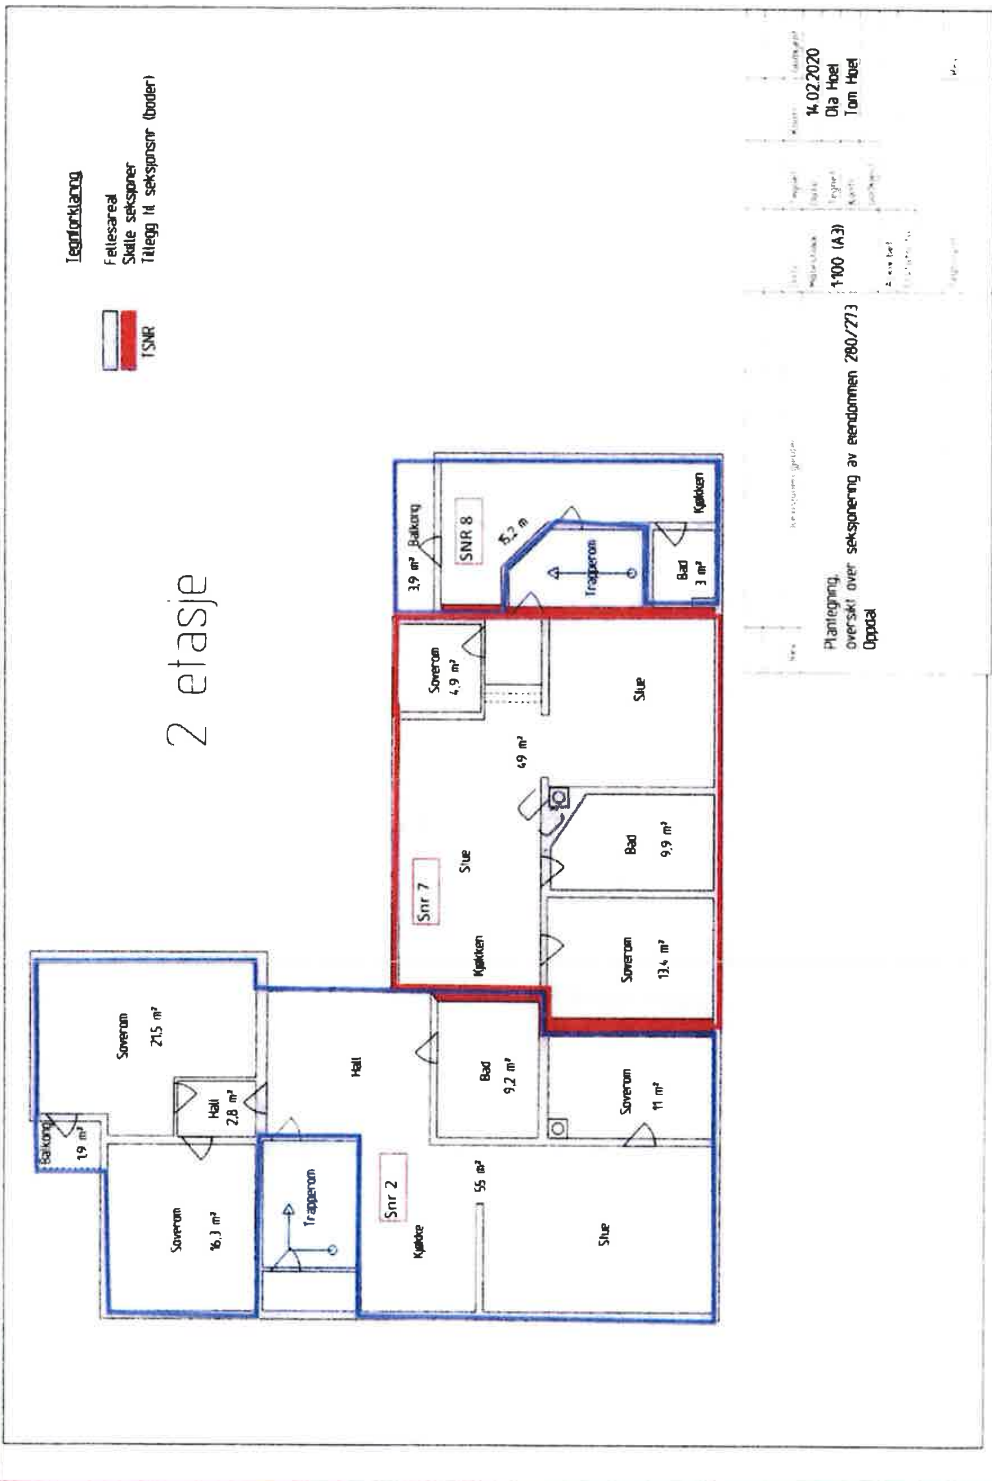 2 etasje
Tegnforklaring
Fellesareal
Skille seksjoner
TSNR Tillegg til seksjonsnr (boder)
Balkong
1,9 m²
Soverom
21,5 m²
Soverom
16,3 m²
Hall
2,8 m²
Trapperom
Hall
Snr 2
Kjøkke
55 m²
Bad
9,2 m²
Stue
Soverom
11 m²
Snr 7
Kjøkken
Stue
Soverom
4,9 m²
49 m²
Soverom
13,4 m²
Bad
9,9 m²
Stue
3,9 m² Balkong
SNR 8
15,2 m
Trapperom
Bad
3 m²
Kjøkken
Plantegning,
oversikt over seksjonering av eiendommen 280/273
Oppdal
1:100 (A3)
14.02.2020
Ola Hoel
Tom Hoel